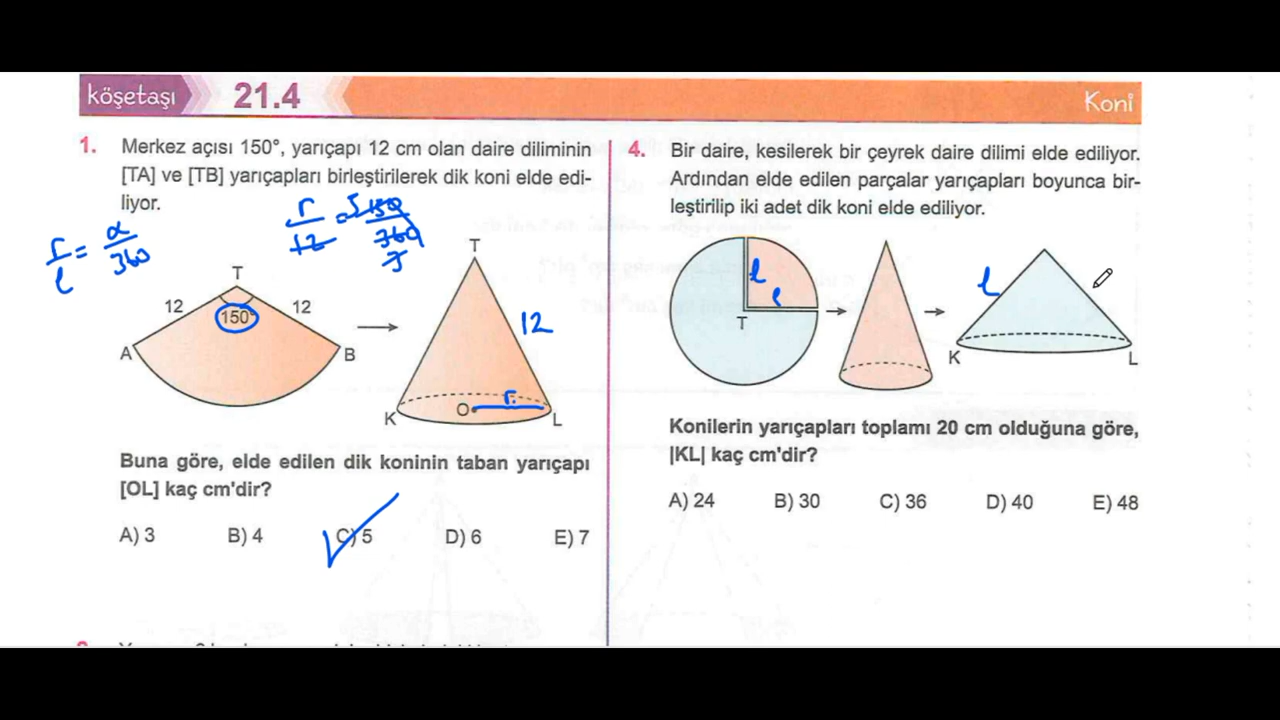 köşetaşı 21.4 Koni
1. Merkez açısı 150°, yarıçapı 12 cm olan daire diliminin
[TA] ve [TB] yarıçapları birleştirilerek dik koni elde edi-
liyor.
r/l = α/360
r/12 = 150/360
5
T
12
150°
12
A
B
T
12
K
O
r
L
Buna göre, elde edilen dik koninin taban yarıçapı
[OL] kaç cm'dir?
A) 3 B) 4 C) 5 D) 6 E) 7
4. Bir daire, kesilerek bir çeyrek daire dilimi elde ediliyor.
Ardından elde edilen parçalar yarıçapları boyunca bir-
leştirilip iki adet dik koni elde ediliyor.
l
l
T
l
K
L
Konilerin yarıçapları toplamı 20 cm olduğuna göre,
|KL| kaç cm'dir?
A) 24 B) 30 C) 36 D) 40 E) 48